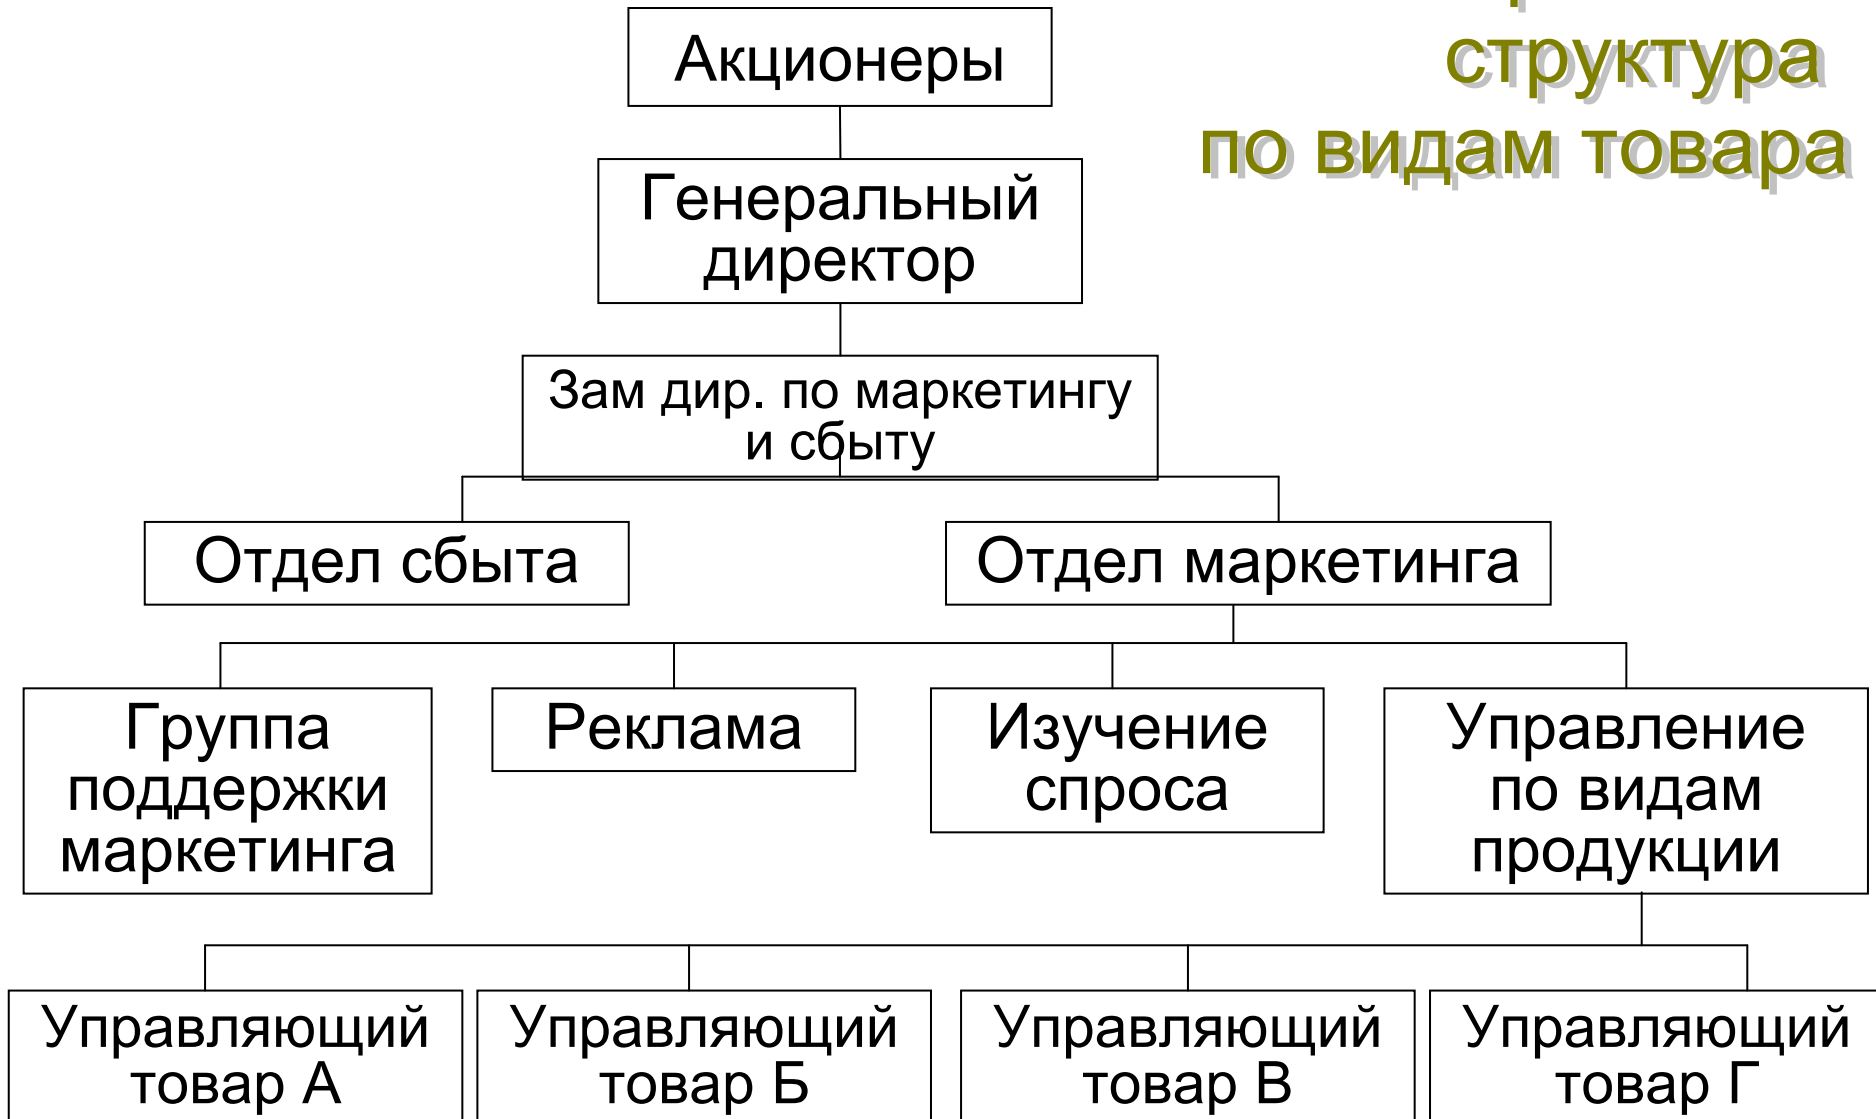 структура
по видам товара
Акционеры
Генеральный
директор
Зам дир. по маркетингу
и сбыту
Отдел сбыта
Отдел маркетинга
Группа
поддержки
маркетинга
Реклама
Изучение
спроса
Управление
по видам
продукции
Управляющий
товар А
Управляющий
товар Б
Управляющий
товар В
Управляющий
товар Г